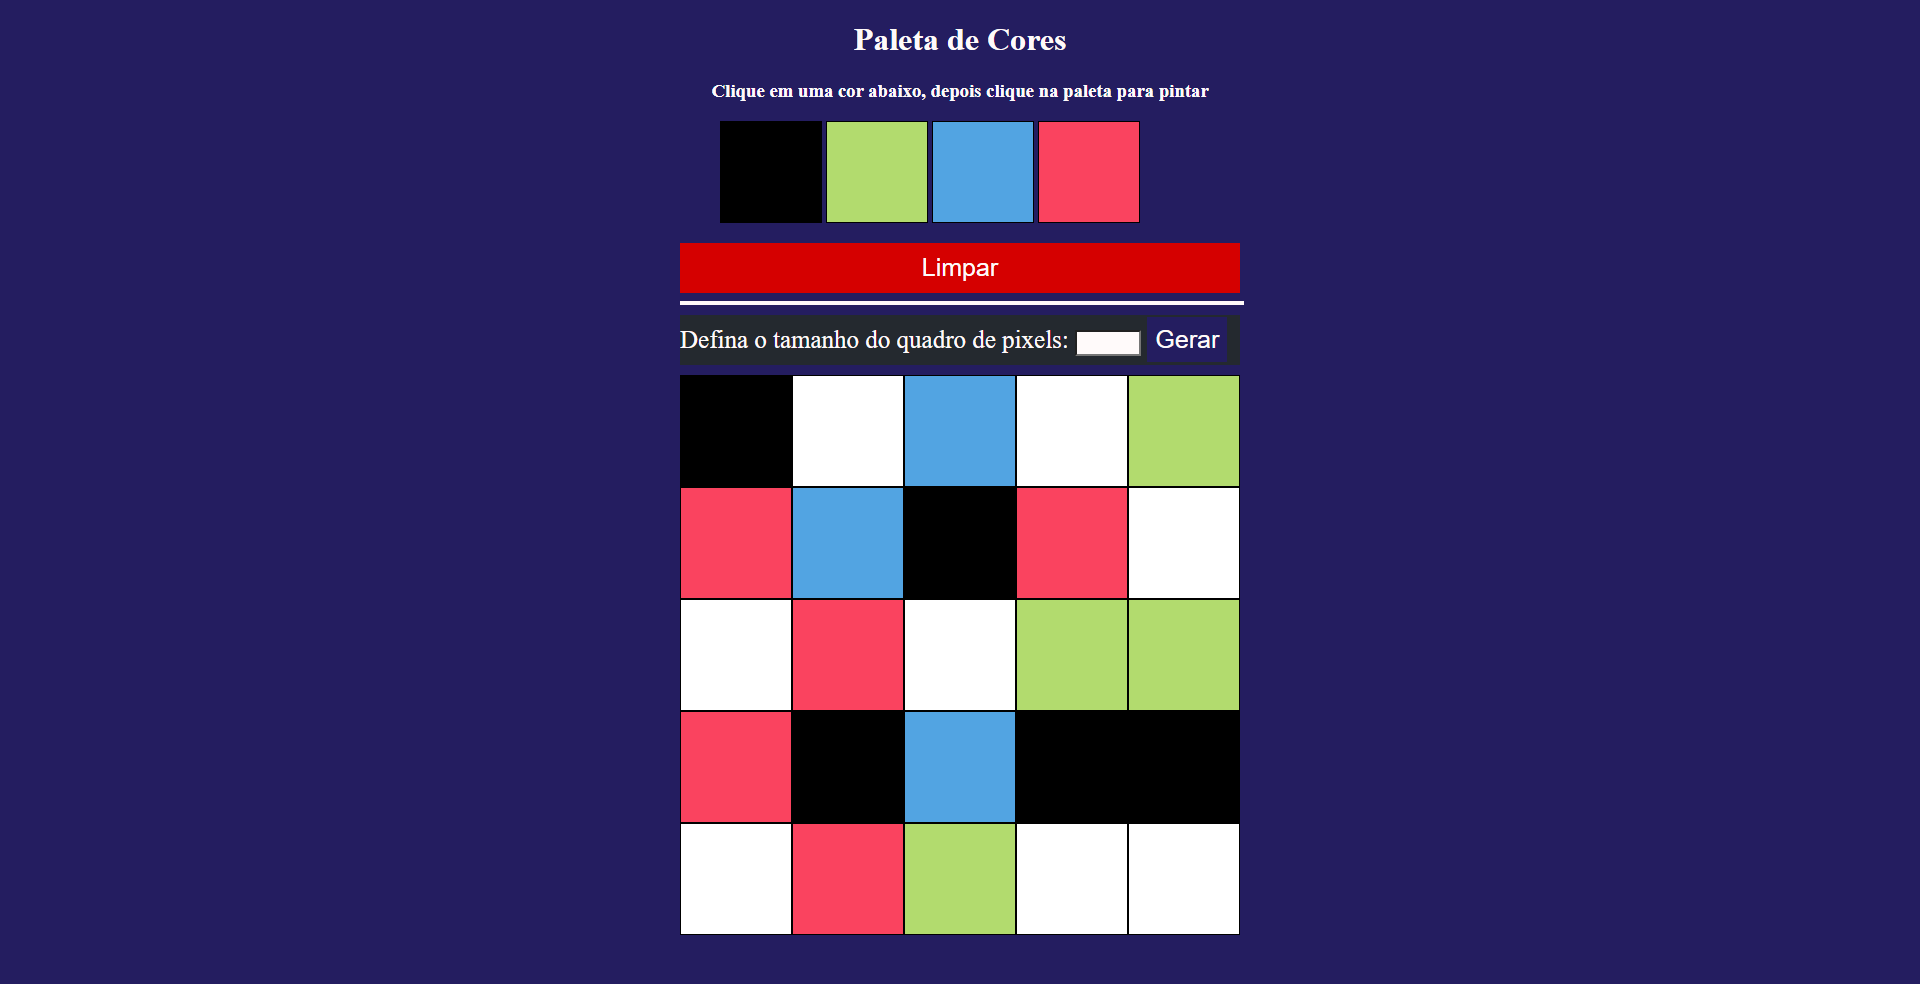 Paleta de Cores
Clique em uma cor abaixo, depois clique na paleta para pintar
Limpar
Defina o tamanho do quadro de pixels: Gerar